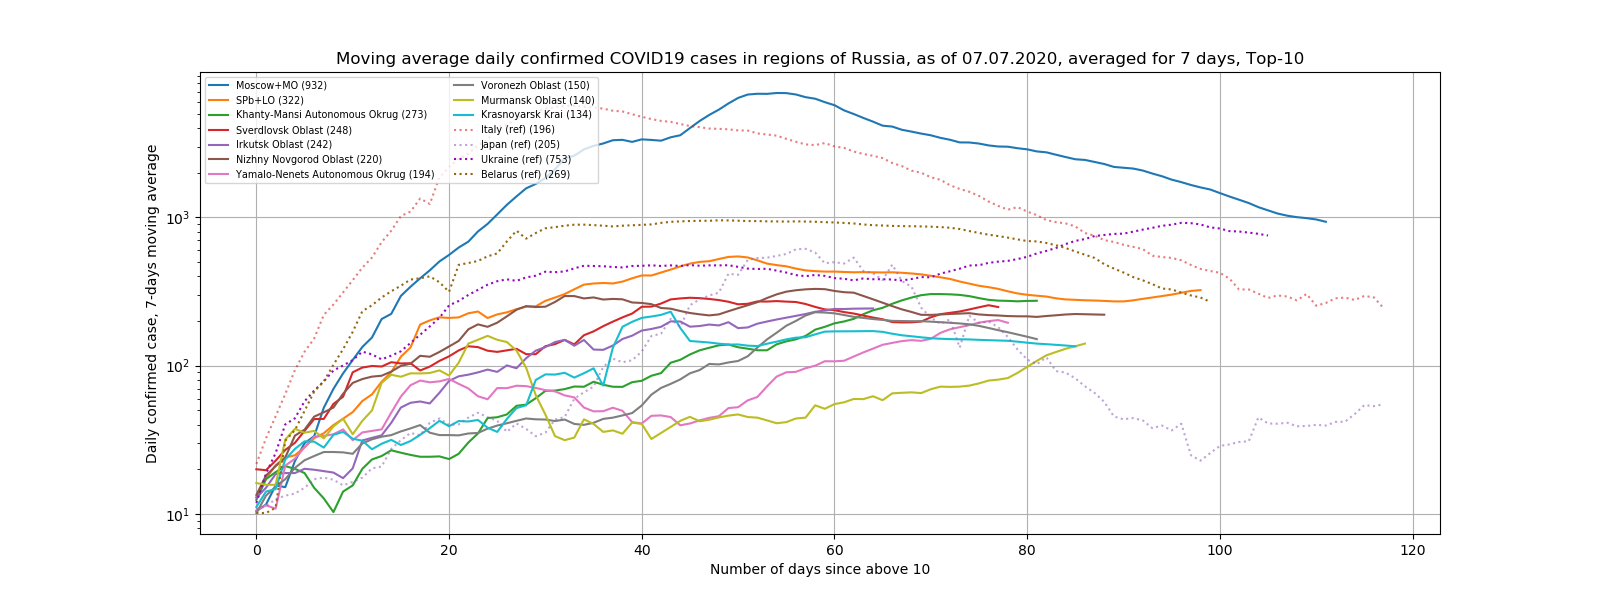 Moving average daily confirmed COVID19 cases in regions of Russia, as of 07.07.2020, averaged for 7 days, Top-10
Moscow+MO (932)
SPb+LO (322)
Khanty-Mansi Autonomous Okrug (273)
Sverdlovsk Oblast (248)
Irkutsk Oblast (242)
Nizhny Novgorod Oblast (220)
Yamalo-Nenets Autonomous Okrug (194)
Voronezh Oblast (150)
Murmansk Oblast (140)
Krasnoyarsk Krai (134)
Italy (ref) (196)
Japan (ref) (205)
Ukraine (ref) (753)
Belarus (ref) (269)
Daily confirmed case, 7-days moving average
10³
10²
10¹
0 20 40 60 80 100 120
Number of days since above 10